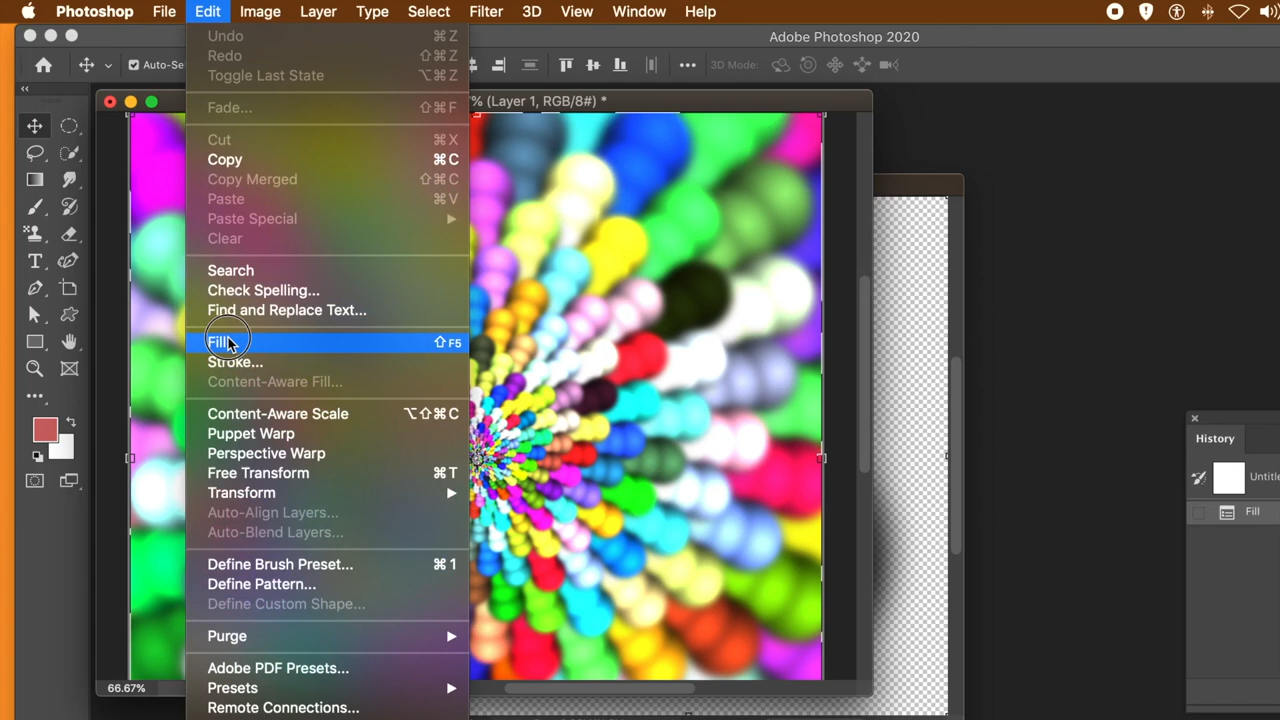 Photoshop File Edit Image Layer Type Select Filter 3D View Window Help
Adobe Photoshop 2020
Auto-Se
3D Mode:
% (Layer 1, RGB/8#) *
Undo ⌘Z
Redo ⇧⌘Z
Toggle Last State ⌥⌘Z
Fade... ⇧⌘F
Cut ⌘X
Copy ⌘C
Copy Merged ⇧⌘C
Paste ⌘V
Paste Special
Clear
Search
Check Spelling...
Find and Replace Text...
Fill... ⇧F5
Stroke...
Content-Aware Fill...
Content-Aware Scale ⌥⇧⌘C
Puppet Warp
Perspective Warp
Free Transform ⌘T
Transform
Auto-Align Layers...
Auto-Blend Layers...
Define Brush Preset... ⌘1
Define Pattern...
Define Custom Shape...
Purge
Adobe PDF Presets...
Presets
Remote Connections...
66.67%
History
Untitle
Fill